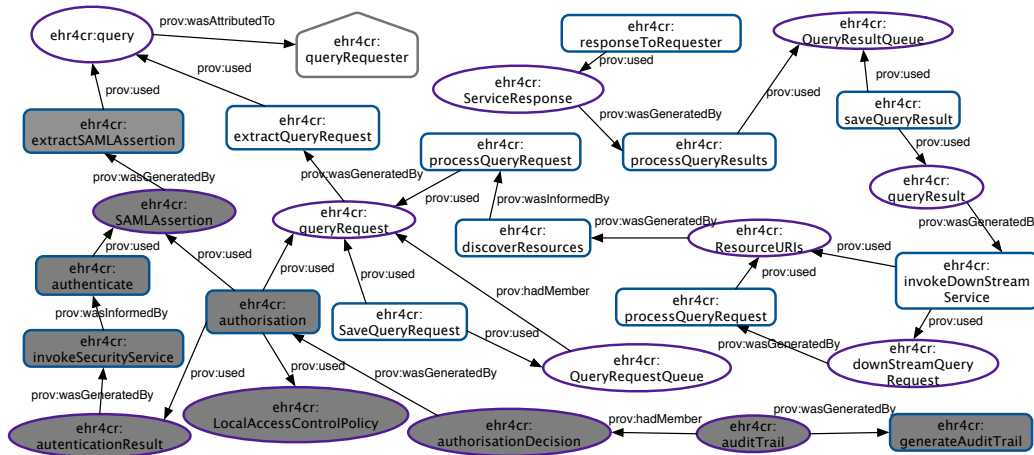 prov:wasAttributedTo
ehr4cr:query
ehr4cr:
queryRequester
ehr4cr:
responseToRequester
ehr4cr:
QueryResultQueue
prov:used
prov:used
prov:used
ehr4cr:
ServiceResponse
prov:used
prov:used
ehr4cr:
saveQueryResult
ehr4cr:
extractSAMLAssertion
ehr4cr:
extractQueryRequest
prov:wasGeneratedBy
ehr4cr:
processQueryRequest
ehr4cr:
processQueryResults
prov:used
prov:wasGeneratedBy
prov:wasGeneratedBy
prov:used
ehr4cr:
queryResult
ehr4cr:
SAMLAssertion
ehr4cr:
queryRequest
prov:wasInformedBy
prov:wasGeneratedBy
prov:wasGeneratedBy
ehr4cr:
discoverResources
ehr4cr:
ResourceURIs
prov:used
prov:used
prov:used
prov:used
prov:used
ehr4cr:
authenticate
prov:used
ehr4cr:
invokeDownStream
Service
prov:hadMember
ehr4cr:
authorisation
ehr4cr:
SaveQueryRequest
ehr4cr:
processQueryRequest
prov:wasInformedBy
prov:used
prov:used
ehr4cr:
invokeSecurityService
prov:wasGeneratedBy
ehr4cr:
downStreamQuery
Request
prov:used
prov:used
prov:wasGeneratedBy
ehr4cr:
QueryRequestQueue
prov:wasGeneratedBy
ehr4cr:
LocalAccessControlPolicy
ehr4cr:
autenticationResult
ehr4cr:
authorisationDecision
prov:hadMember
ehr4cr:
auditTrail
prov:wasGeneratedBy
ehr4cr:
generateAuditTrail